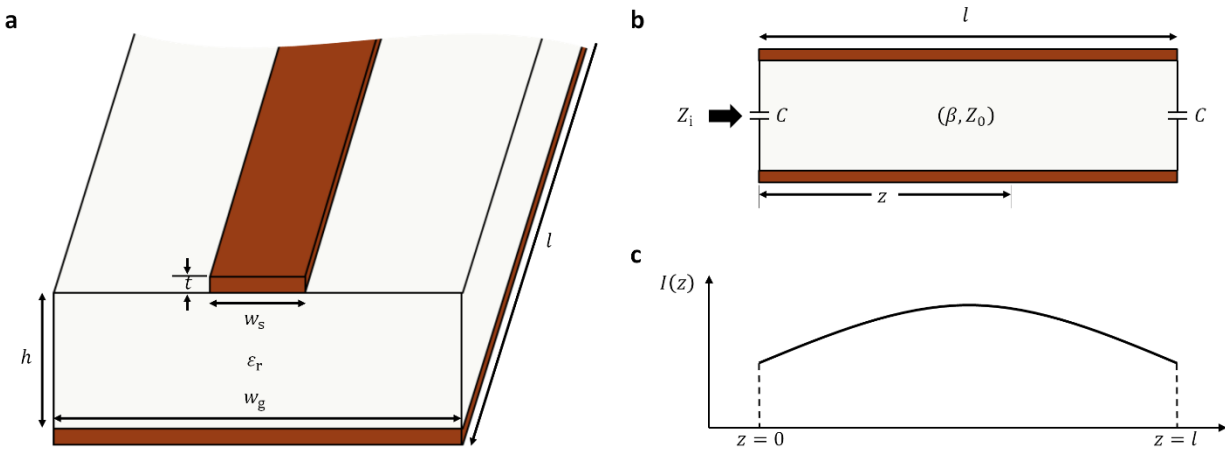 a
t
w_s
h
ε_r
w_g
l
b
l
Z_i
C
(β, Z_0)
C
z
c
I(z)
z = 0
z = l